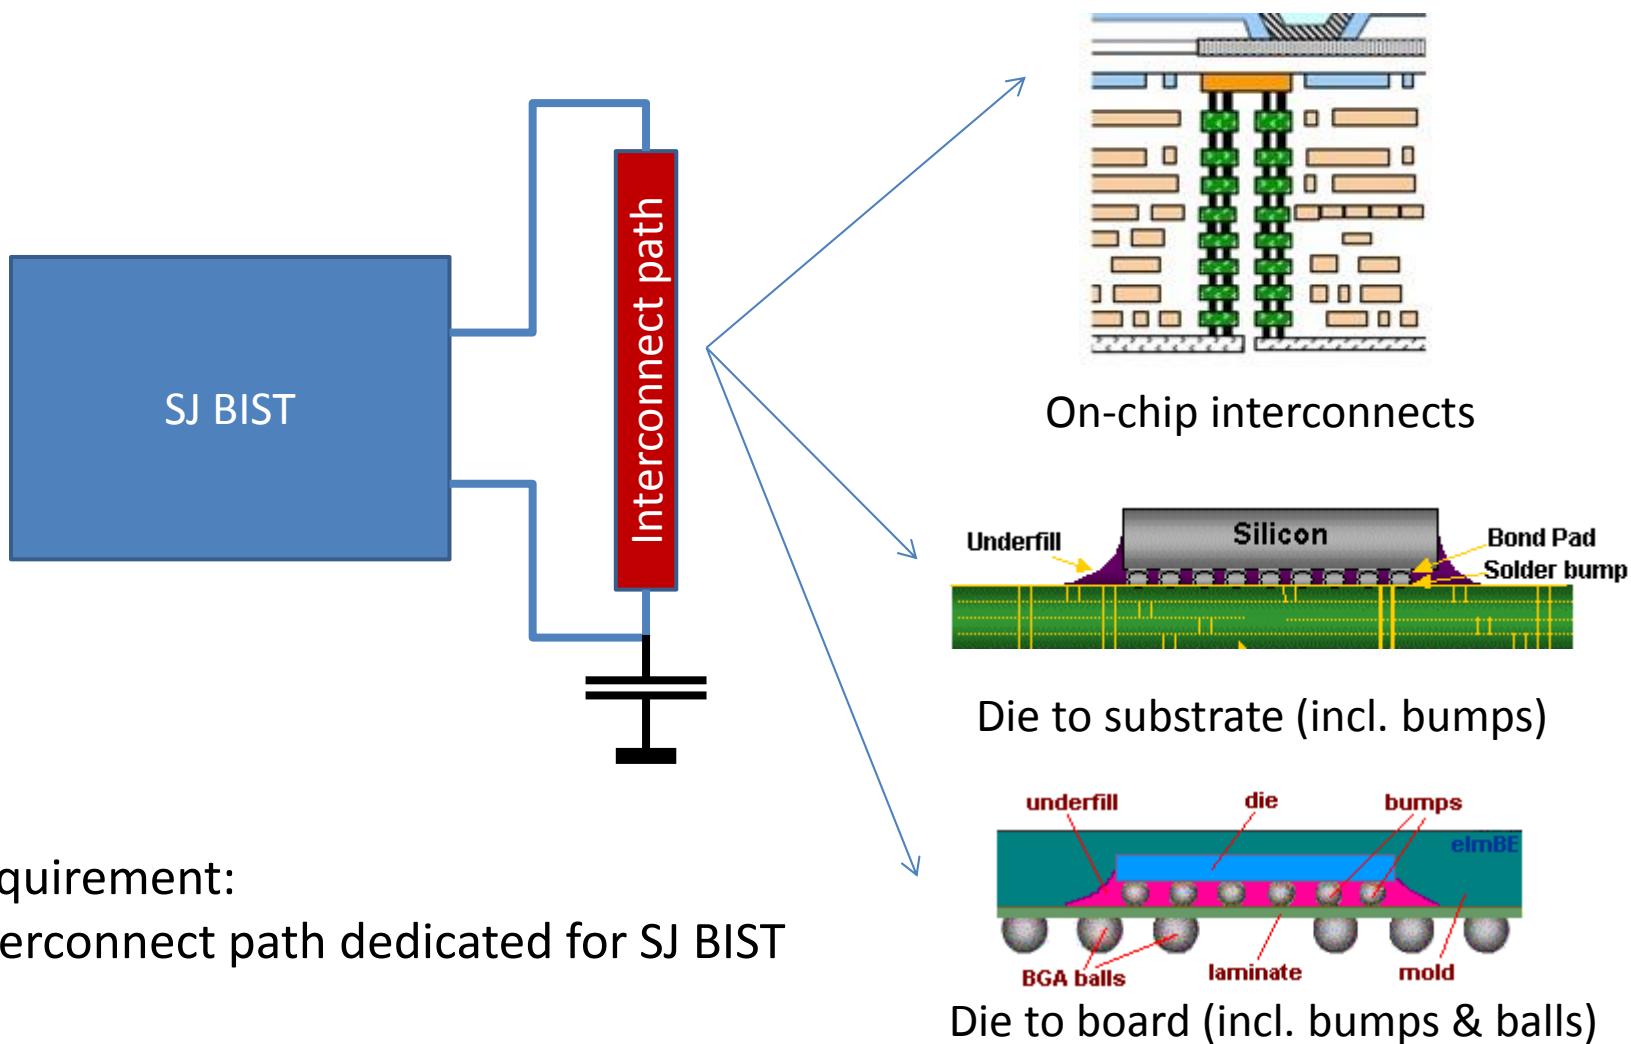 SJ BIST
Interconnect path
On-chip interconnects
Underfill
Silicon
Bond Pad
Solder bump
Die to substrate (incl. bumps)
underfill
die
bumps
elmBE
BGA balls
laminate
mold
Die to board (incl. bumps & balls)
quirement:
erconnect path dedicated for SJ BIST